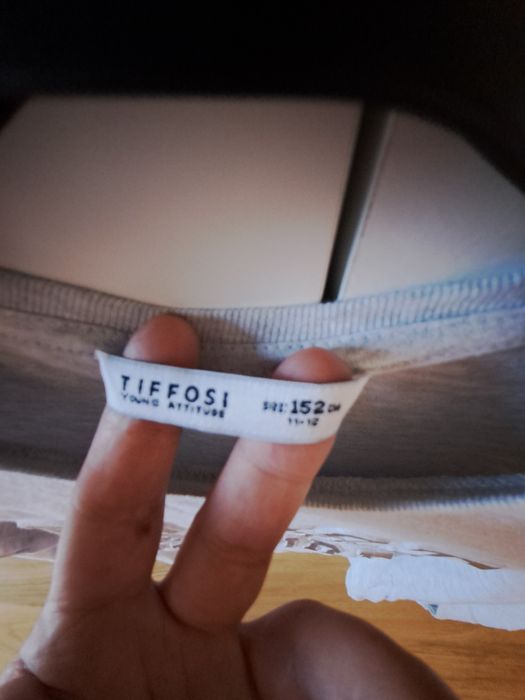 TIFFOSI
YOUNG ATTITUDE
SIZE: 152 CM
11-12